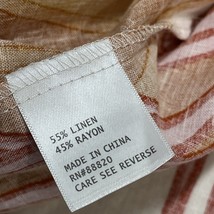 55% LINEN
45% RAYON
MADE IN CHINA
RN#88820
CARE SEE REVERSE